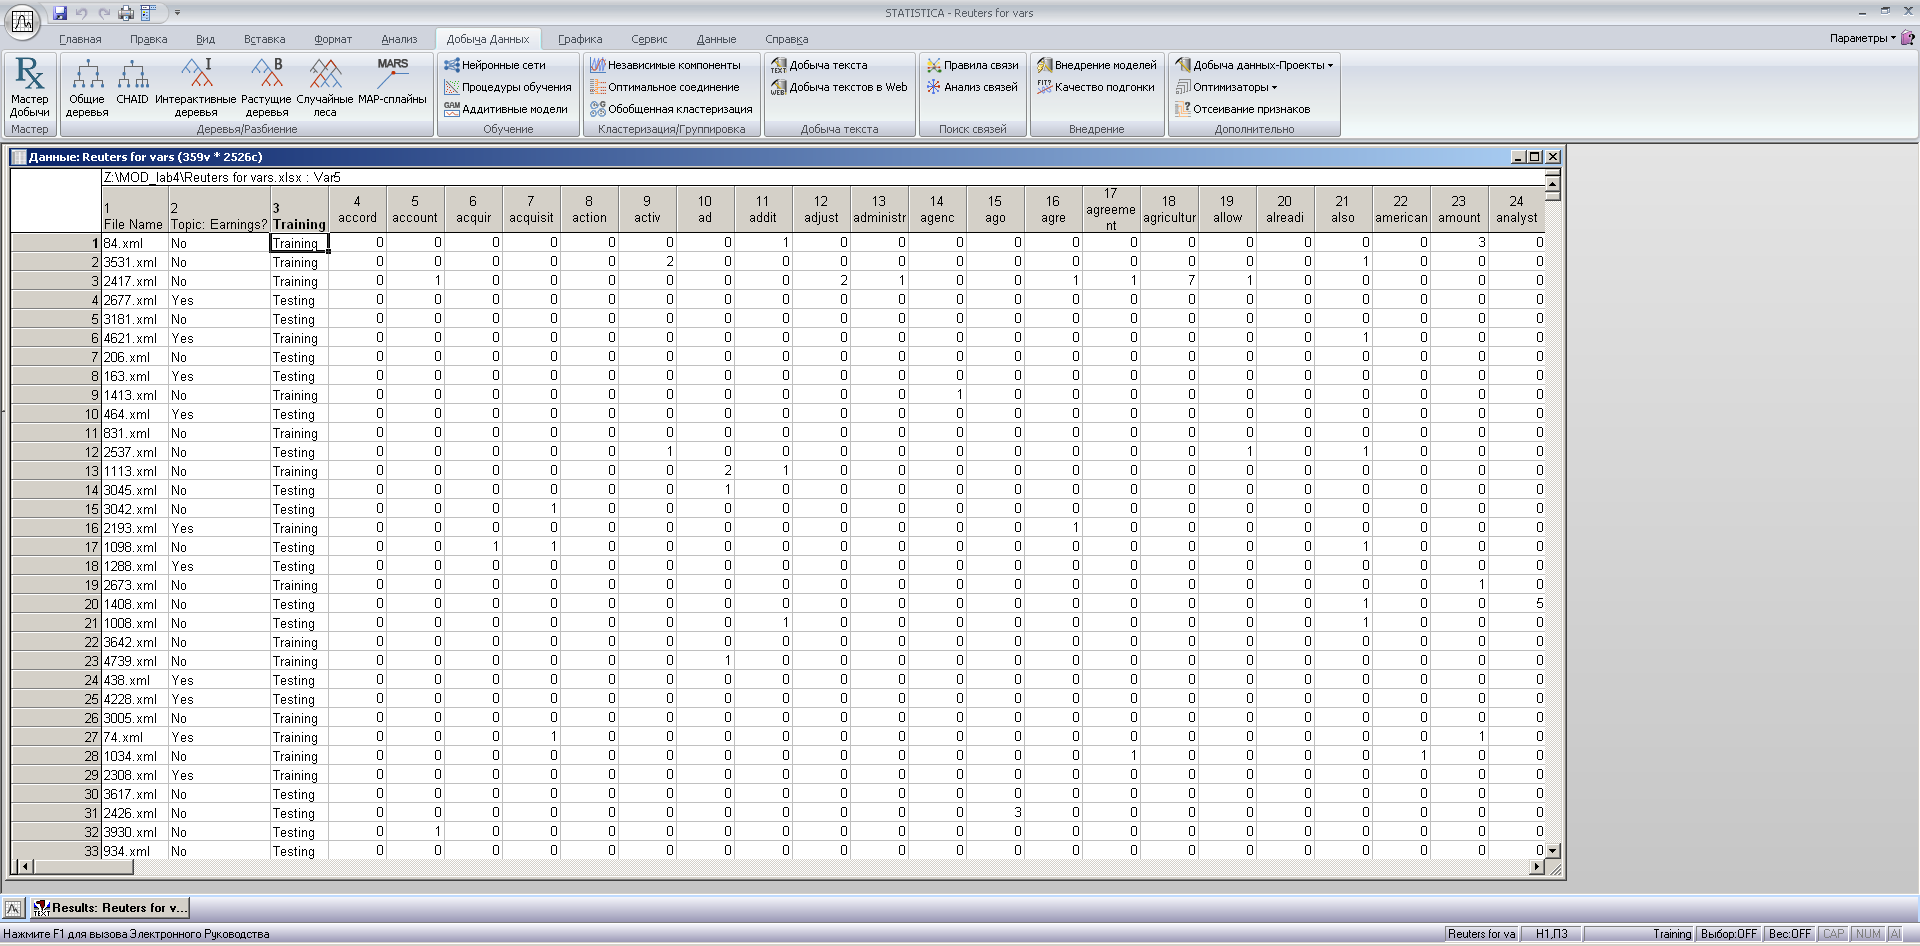 STATISTICA - Reuters for vars
Главная Правка Вид Вставка Формат Анализ Добыча Данных Графика Сервис Данные Справка Параметры
Мастер Добычи
Мастер
Общие деревья
CHAID
Интерактивные деревья
Растущие деревья
Случайные леса
MARS
МАР-сплайны
Деревья/Разбиение
Нейронные сети
Процедуры обучения
Аддитивные модели
Обучение
Независимые компоненты
Оптимальное соединение
Обобщенная кластеризация
Кластеризация/Группировка
Добыча текста
Добыча текстов в Web
Добыча текста
Правила связи
Анализ связей
Поиск связей
Внедрение моделей
Качество подгонки
Внедрение
Добыча данных-Проекты
Оптимизаторы
Отсеивание признаков
Дополнительно
Данные: Reuters for vars (359v * 2526c)
Z:\MOD_lab4\Reuters for vars.xlsx : Var5
1 2 3 4 5 6 7 8 9 10 11 12 13 14 15 16 17 18 19 20 21 22 23 24
File Name Topic: Earnings? Training accord account acquir acquisit action activ ad addit adjust administr agenc ago agre agreement agricultur allow alreadi also american amount analyst
1 84.xml No Training 0 0 0 0 0 0 0 1 0 0 0 0 0 0 0 0 0 0 0 3 0
2 3531.xml No Training 0 0 0 0 0 2 0 0 0 0 0 0 0 0 0 0 0 1 0 0 0
3 2417.xml No Training 0 1 0 0 0 0 0 0 2 1 0 0 1 1 7 1 0 0 0 0 0
4 2677.xml Yes Testing 0 0 0 0 0 0 0 0 0 0 0 0 0 0 0 0 0 0 0 0 0
5 3181.xml No Testing 0 0 0 0 0 0 0 0 0 0 0 0 0 0 0 0 0 0 0 0 0
6 4621.xml Yes Training 0 0 0 0 0 0 0 0 0 0 0 0 0 0 0 0 0 1 0 0 0
7 206.xml No Testing 0 0 0 0 0 0 0 0 0 0 0 0 0 0 0 0 0 0 0 0 0
8 163.xml Yes Testing 0 0 0 0 0 0 0 0 0 0 0 0 0 0 0 0 0 0 0 0 0
9 1413.xml No Training 0 0 0 0 0 0 0 0 0 0 1 0 0 0 0 0 0 0 0 0 0
10 464.xml Yes Testing 0 0 0 0 0 0 0 0 0 0 0 0 0 0 0 0 0 0 0 0 0
11 831.xml No Training 0 0 0 0 0 0 0 0 0 0 0 0 0 0 0 0 0 0 0 0 0
12 2537.xml No Testing 0 0 0 0 0 1 0 0 0 0 0 0 0 0 0 1 0 1 0 0 0
13 1113.xml No Training 0 0 0 0 0 0 2 1 0 0 0 0 0 0 0 0 0 0 0 0 0
14 3045.xml No Testing 0 0 0 0 0 0 1 0 0 0 0 0 0 0 0 0 0 0 0 0 0
15 3042.xml No Testing 0 0 0 1 0 0 0 0 0 0 0 0 0 0 0 0 0 0 0 0 0
16 2193.xml Yes Training 0 0 0 0 0 0 0 0 0 0 0 0 1 0 0 0 0 0 0 0 0
17 1098.xml No Testing 0 0 1 1 0 0 0 0 0 0 0 0 0 0 0 0 0 1 0 0 0
18 1288.xml Yes Testing 0 0 0 0 0 0 0 0 0 0 0 0 0 0 0 0 0 0 0 0 0
19 2673.xml No Training 0 0 0 0 0 0 0 0 0 0 0 0 0 0 0 0 0 0 0 1 0
20 1408.xml No Testing 0 0 0 0 0 0 0 0 0 0 0 0 0 0 0 0 0 1 0 0 5
21 1008.xml No Testing 0 0 0 0 0 0 0 1 0 0 0 0 0 0 0 0 0 1 0 0 0
22 3642.xml No Training 0 0 0 0 0 0 0 0 0 0 0 0 0 0 0 0 0 0 0 0 0
23 4739.xml No Training 0 0 0 0 0 0 1 0 0 0 0 0 0 0 0 0 0 0 0 0 0
24 438.xml Yes Testing 0 0 0 0 0 0 0 0 0 0 0 0 0 0 0 0 0 0 0 0 0
25 4228.xml Yes Testing 0 0 0 0 0 0 0 0 0 0 0 0 0 0 0 0 0 0 0 0 0
26 3005.xml No Training 0 0 0 0 0 0 0 0 0 0 0 0 0 0 0 0 0 0 0 0 0
27 74.xml Yes Training 0 0 0 1 0 0 0 0 0 0 0 0 0 0 0 0 0 0 0 1 0
28 1034.xml No Training 0 0 0 0 0 0 0 0 0 0 0 0 0 1 0 0 0 0 1 0 0
29 2308.xml Yes Training 0 0 0 0 0 0 0 0 0 0 0 0 0 0 0 0 0 0 0 0 0
30 3617.xml No Testing 0 0 0 0 0 0 0 0 0 0 0 0 0 0 0 0 0 0 0 0 0
31 2426.xml No Testing 0 0 0 0 0 0 0 0 0 0 0 3 0 0 0 0 0 0 0 0 0
32 3930.xml No Testing 0 1 0 0 0 0 0 0 0 0 0 0 0 0 0 0 0 0 0 0 0
33 934.xml No Testing 0 0 0 0 0 0 0 0 0 0 0 0 0 0 0 0 0 0 0 0 0
Results: Reuters for v...
Нажмите F1 для вызова Электронного Руководства Reuters for va Н1,П3 Training Выбор:OFF Вес:OFF CAP NUM